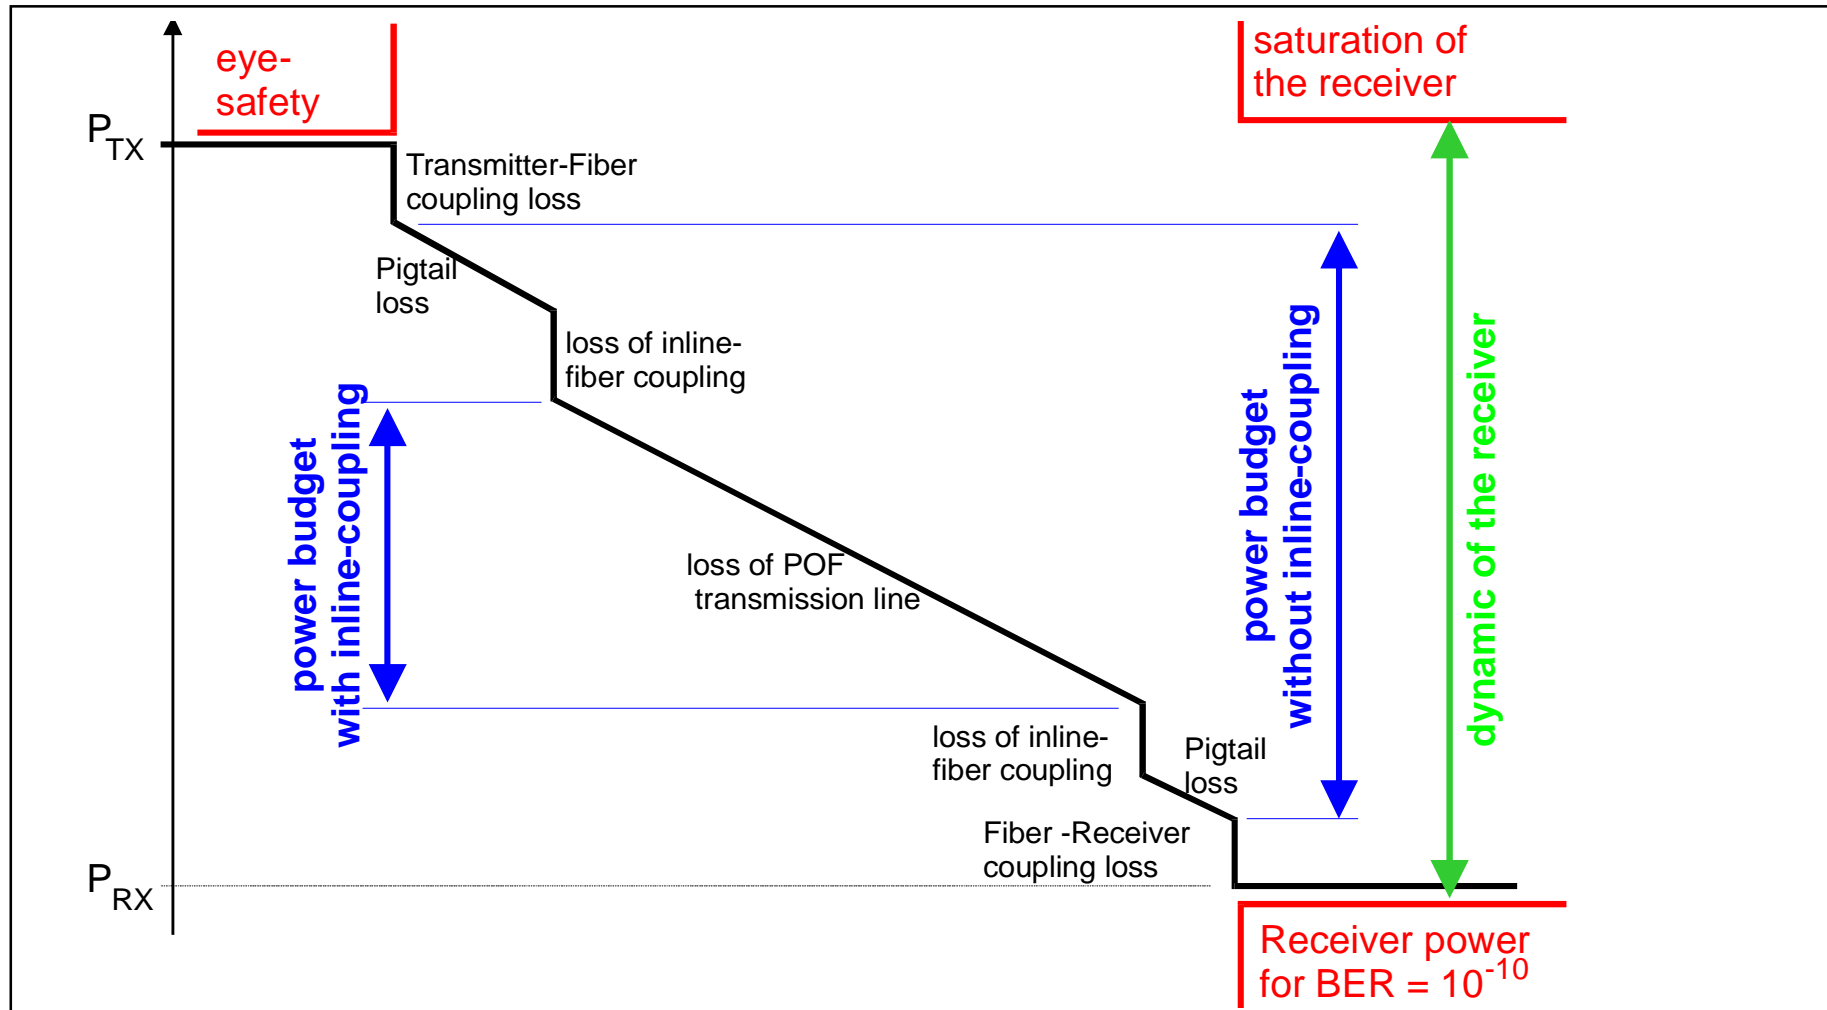 eye-
safety
saturation of
the receiver
P_TX
Transmitter-Fiber
coupling loss
Pigtail
loss
loss of inline-
fiber coupling
power budget
with inline-coupling
loss of POF
transmission line
power budget
without inline-coupling
dynamic of the receiver
loss of inline-
fiber coupling
Pigtail
loss
Fiber -Receiver
coupling loss
P_RX
Receiver power
for BER = 10^-10